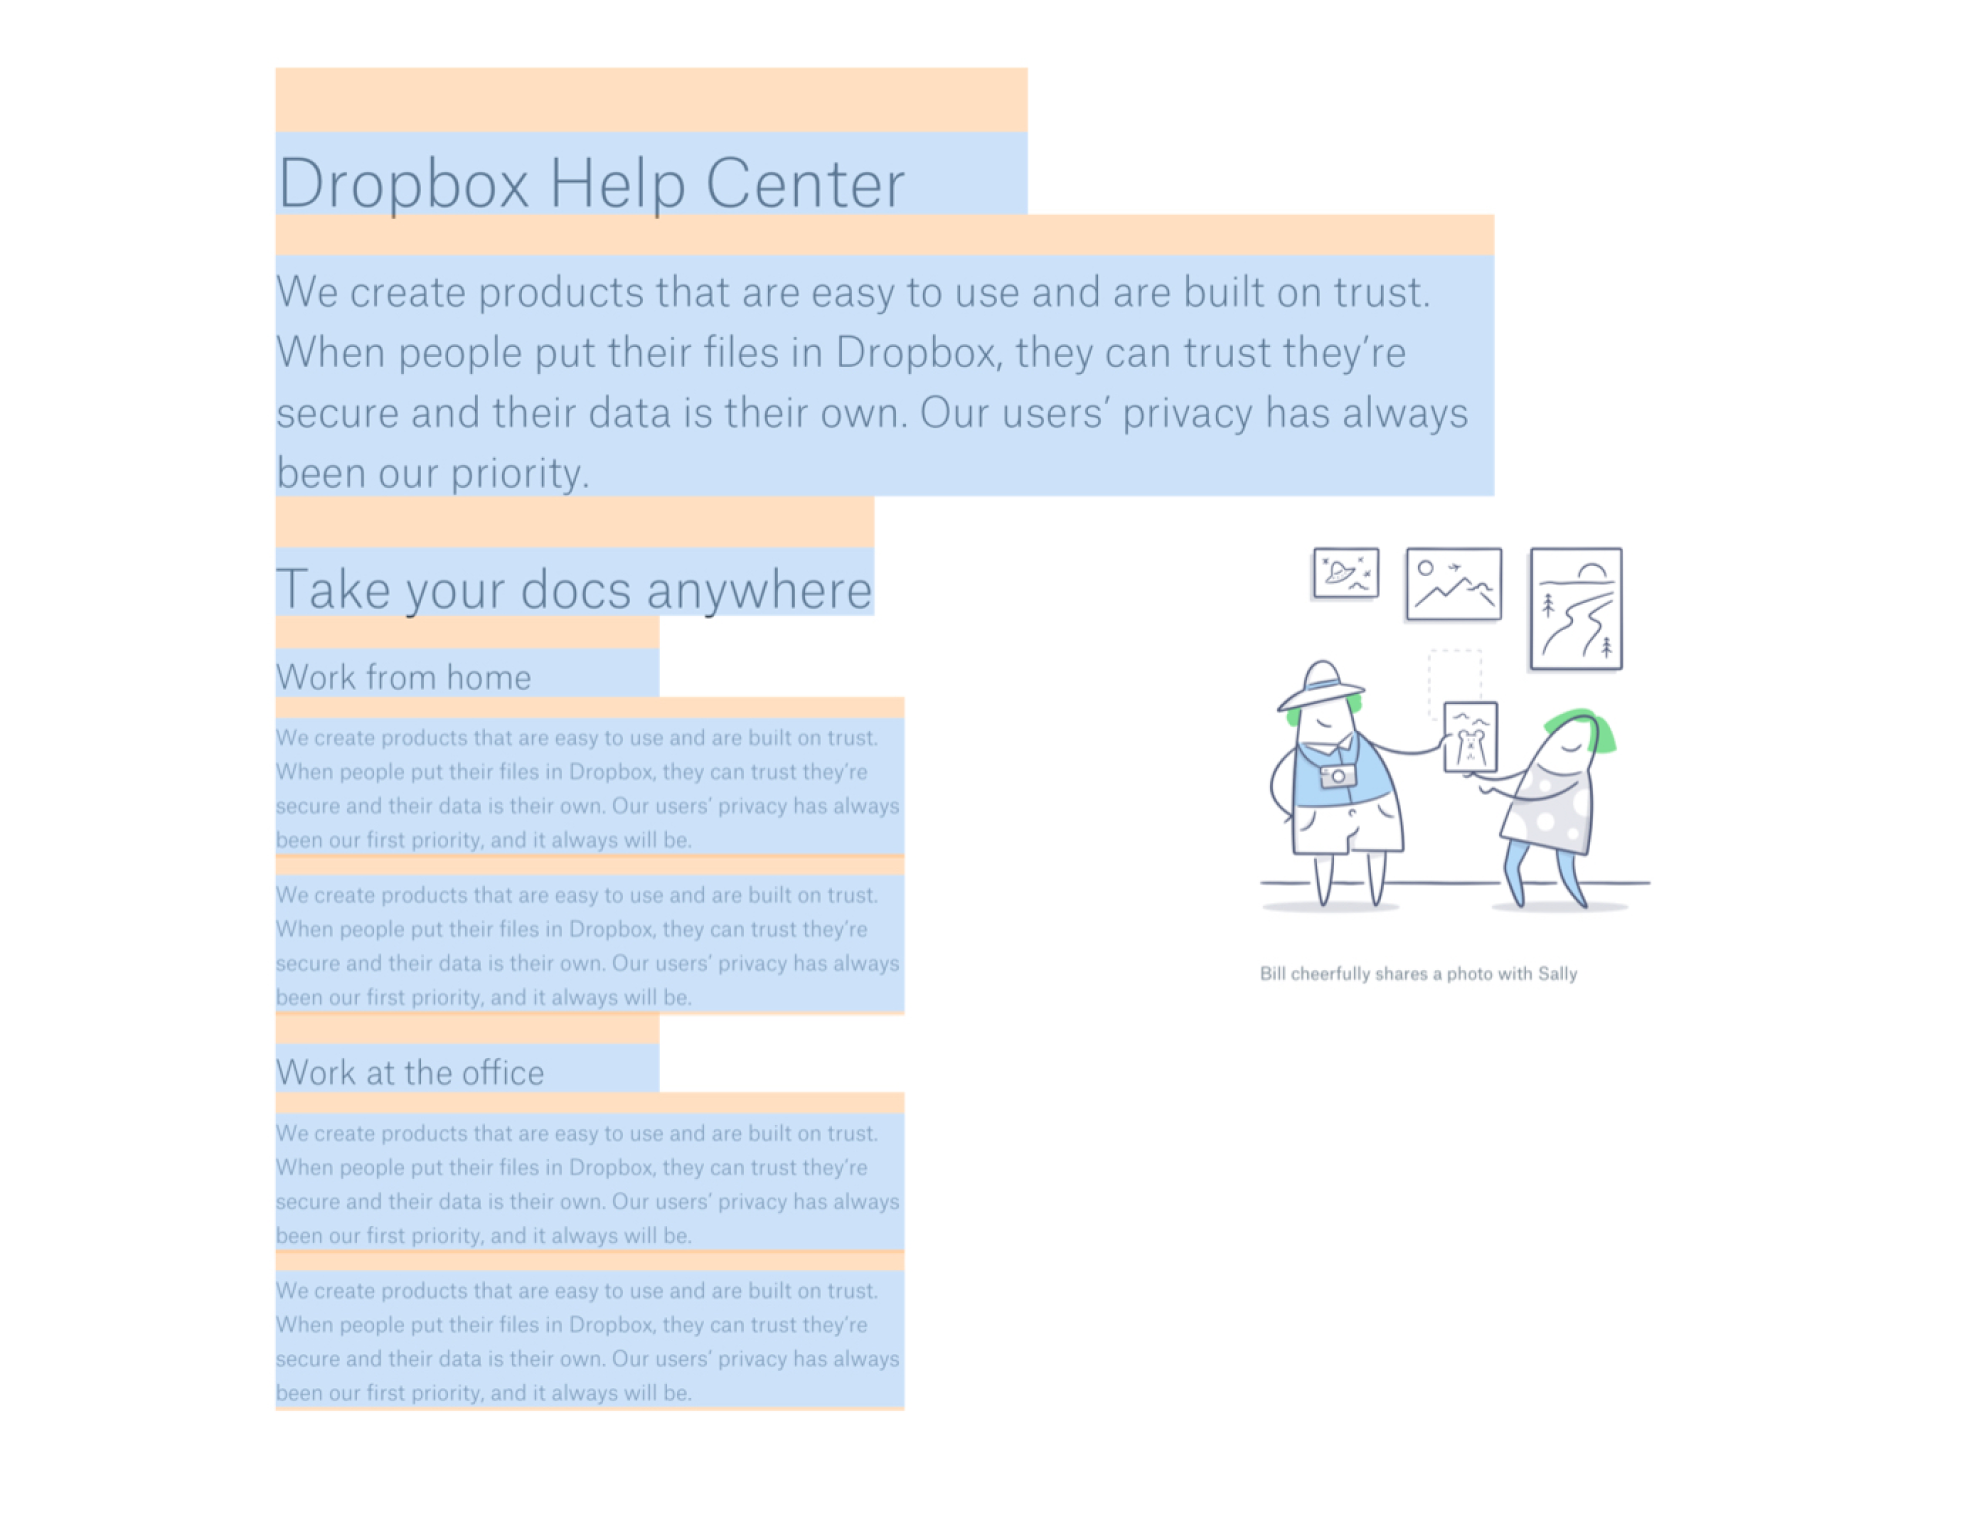 Dropbox Help Center
We create products that are easy to use and are built on trust.
When people put their files in Dropbox, they can trust they’re
secure and their data is their own. Our users’ privacy has always
been our priority.
Take your docs anywhere
Work from home
We create products that are easy to use and are built on trust.
When people put their files in Dropbox, they can trust they’re
secure and their data is their own. Our users’ privacy has always
been our first priority, and it always will be.
We create products that are easy to use and are built on trust.
When people put their files in Dropbox, they can trust they’re
secure and their data is their own. Our users’ privacy has always
been our first priority, and it always will be.
Work at the office
We create products that are easy to use and are built on trust.
When people put their files in Dropbox, they can trust they’re
secure and their data is their own. Our users’ privacy has always
been our first priority, and it always will be.
We create products that are easy to use and are built on trust.
When people put their files in Dropbox, they can trust they’re
secure and their data is their own. Our users’ privacy has always
been our first priority, and it always will be.
Bill cheerfully shares a photo with Sally